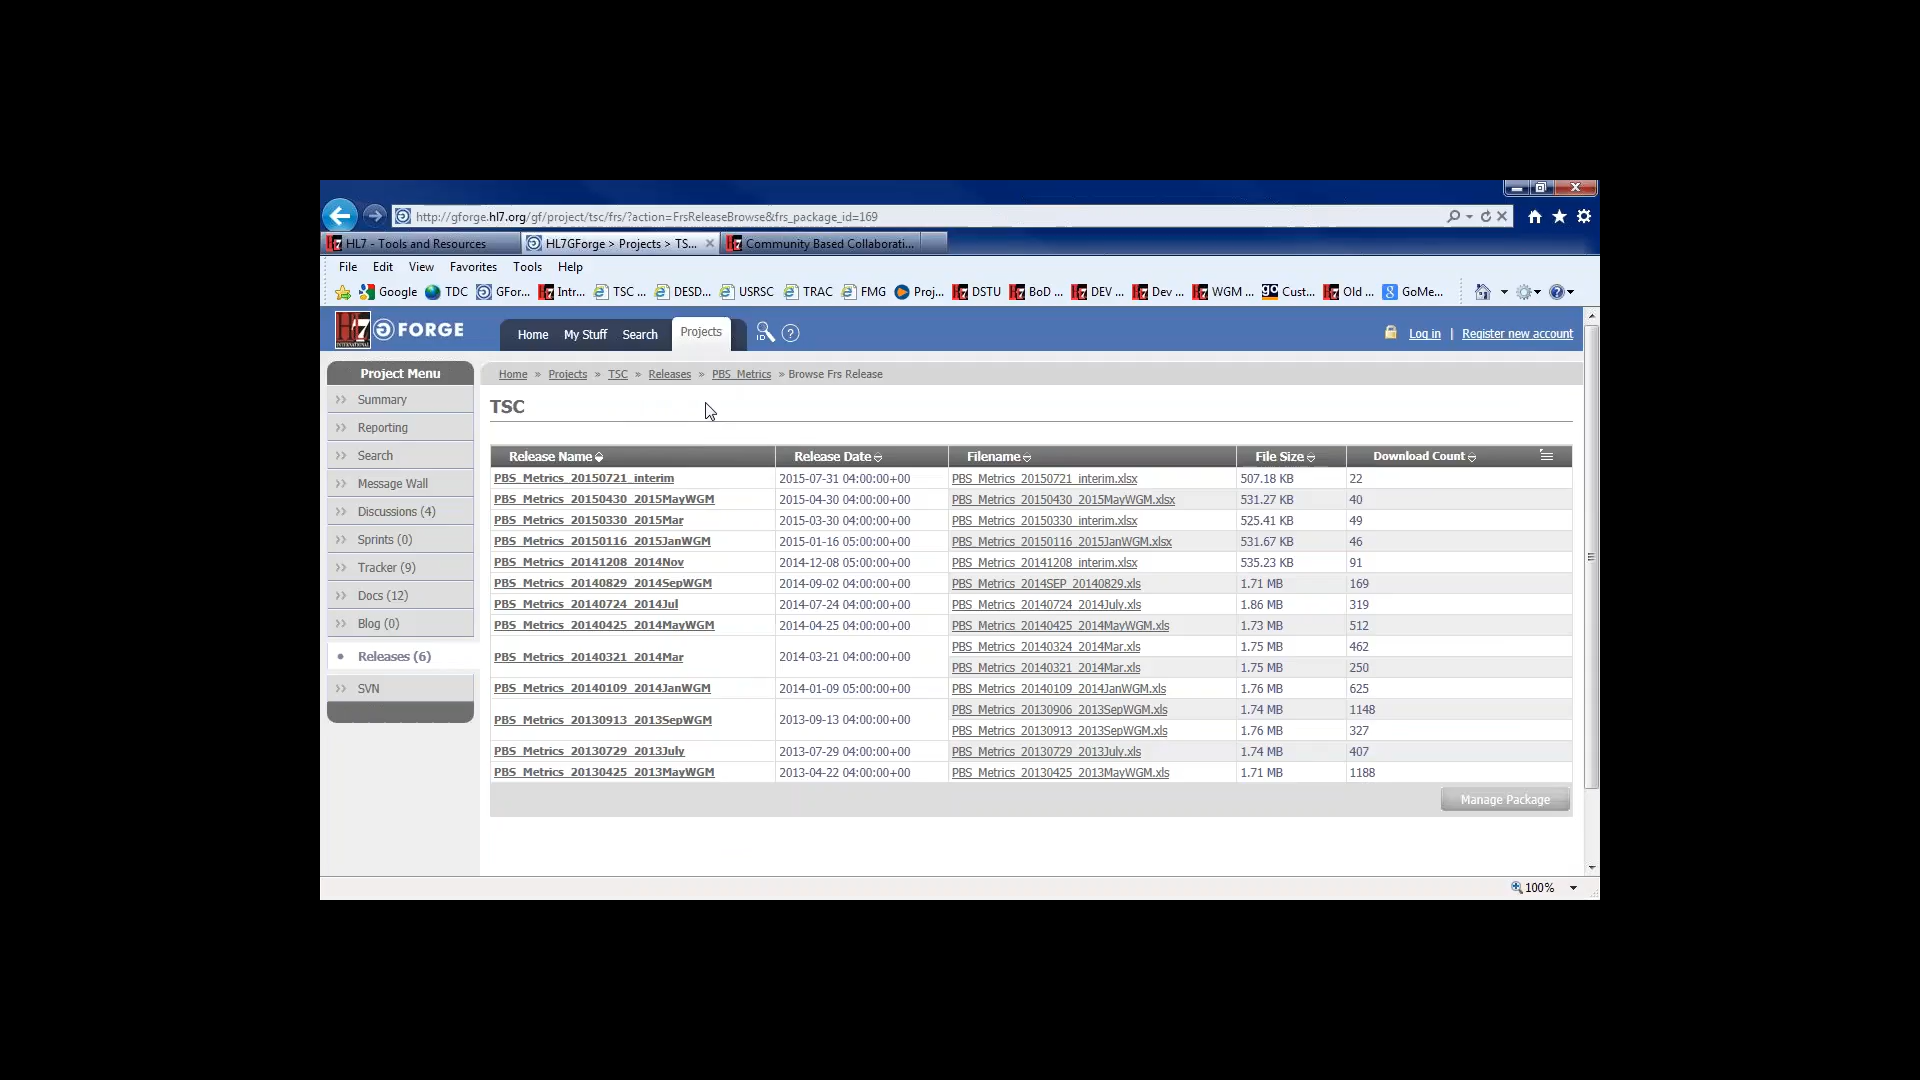 http://gforge.hl7.org/gf/project/tsc/frs/?action=FrsReleaseBrowse&frs_package_id=169
HL7 - Tools and Resources HL7GForge > Projects > TS... Community Based Collaborati...
File Edit View Favorites Tools Help
Google TDC GFor... Intr... TSC ... DESD... USRSC TRAC FMG Proj... DSTU BoD ... DEV ... Dev ... WGM ... Cust... Old ... GoMe...
FORGE Home My Stuff Search Projects Log in | Register new account
Project Menu
Summary
Reporting
Search
Message Wall
Discussions (4)
Sprints (0)
Tracker (9)
Docs (12)
Blog (0)
Releases (6)
SVN
Home » Projects » TSC » Releases » PBS_Metrics » Browse Frs Release
TSC
Release Name Release Date Filename File Size Download Count
PBS_Metrics_20150721_interim 2015-07-31 04:00:00+00 PBS_Metrics_20150721_interim.xlsx 507.18 KB 22
PBS_Metrics_20150430_2015MayWGM 2015-04-30 04:00:00+00 PBS_Metrics_20150430_2015MayWGM.xlsx 531.27 KB 40
PBS_Metrics_20150330_2015Mar 2015-03-30 04:00:00+00 PBS_Metrics_20150330_interim.xlsx 525.41 KB 49
PBS_Metrics_20150116_2015JanWGM 2015-01-16 05:00:00+00 PBS_Metrics_20150116_2015JanWGM.xlsx 531.67 KB 46
PBS_Metrics_20141208_2014Nov 2014-12-08 05:00:00+00 PBS_Metrics_20141208_interim.xlsx 535.23 KB 91
PBS_Metrics_20140829_2014SepWGM 2014-09-02 04:00:00+00 PBS_Metrics_2014SEP_20140829.xls 1.71 MB 169
PBS_Metrics_20140724_2014Jul 2014-07-24 04:00:00+00 PBS_Metrics_20140724_2014July.xls 1.86 MB 319
PBS_Metrics_20140425_2014MayWGM 2014-04-25 04:00:00+00 PBS_Metrics_20140425_2014MayWGM.xls 1.73 MB 512
PBS_Metrics_20140321_2014Mar 2014-03-21 04:00:00+00 PBS_Metrics_20140324_2014Mar.xls 1.75 MB 462
PBS_Metrics_20140321_2014Mar.xls 1.75 MB 250
PBS_Metrics_20140109_2014JanWGM 2014-01-09 05:00:00+00 PBS_Metrics_20140109_2014JanWGM.xls 1.76 MB 625
PBS_Metrics_20130913_2013SepWGM 2013-09-13 04:00:00+00 PBS_Metrics_20130906_2013SepWGM.xls 1.74 MB 1148
PBS_Metrics_20130913_2013SepWGM.xls 1.76 MB 327
PBS_Metrics_20130729_2013July 2013-07-29 04:00:00+00 PBS_Metrics_20130729_2013July.xls 1.74 MB 407
PBS_Metrics_20130425_2013MayWGM 2013-04-22 04:00:00+00 PBS_Metrics_20130425_2013MayWGM.xls 1.71 MB 1188
Manage Package
100%